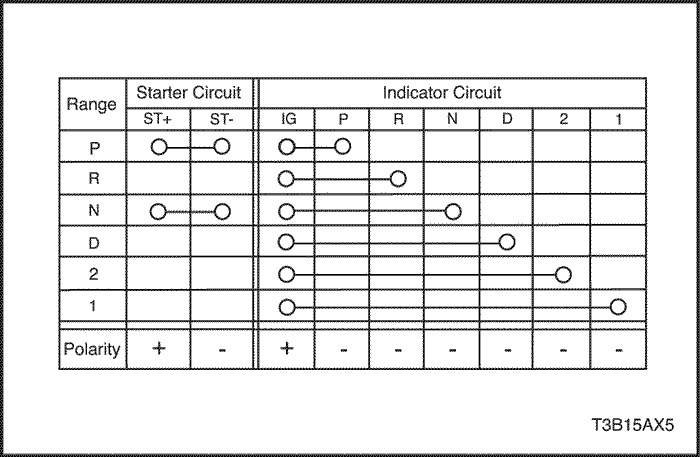 Range Starter Circuit Indicator Circuit
ST+ ST- IG P R N D 2 1
P
R
N
D
2
1
Polarity + - + - - - - - -
T3B15AX5